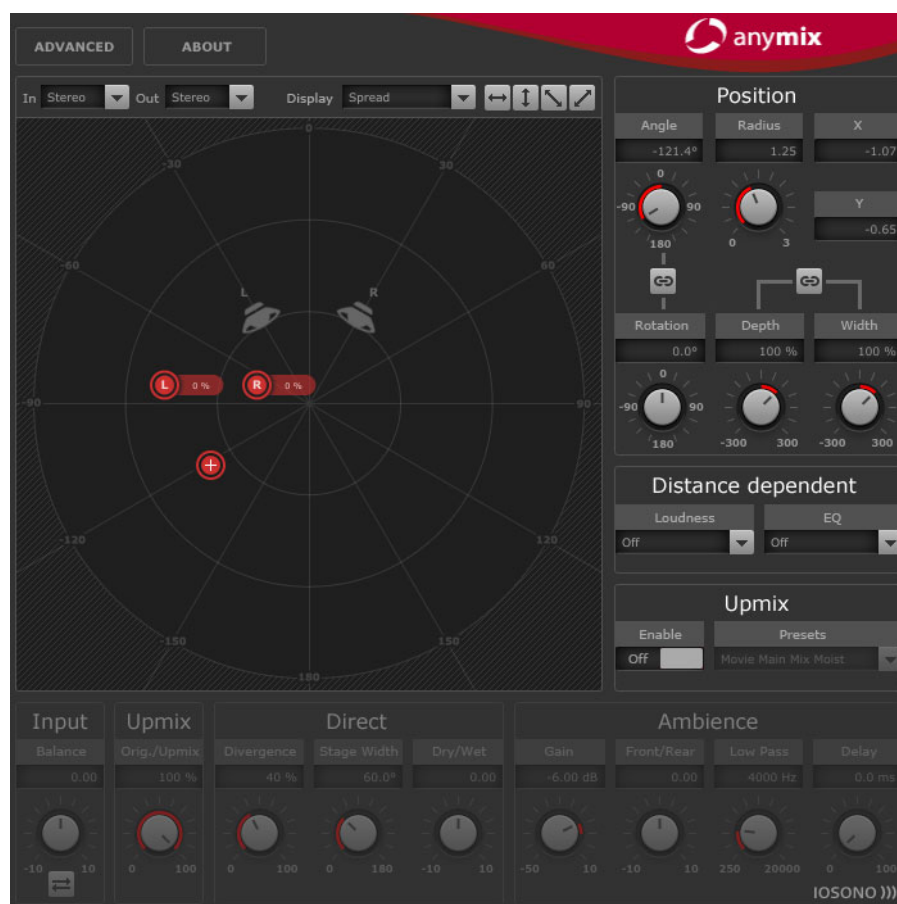 ADVANCED ABOUT anymix
In Stereo Out Stereo Display Spread
Position
Angle Radius X
-121.4° 1.25 -1.07
0
-90 90
180
0 3
Y
-0.65
Rotation Depth Width
0.0° 100 % 100 %
0
-90 90
180
-300 300 -300 300
0
-30 30
-60 60
L R
L 0 % R 0 %
-90 90
-120 120
-150 150
180
Distance dependent
Loudness EQ
Off Off
Upmix
Enable Presets
Off Movie Main Mix Moist
Input Upmix Direct Ambience
Balance Orig./Upmix Divergence Stage Width Dry/Wet Gain Front/Rear Low Pass Delay
0.00 100 % 40 % 60.0° 0.00 -6.00 dB 0.00 4000 Hz 0.0 ms
-10 10 0 100 0 100 0 180 -10 10 -50 10 -10 10 250 20000 0 100
IOSONO )))